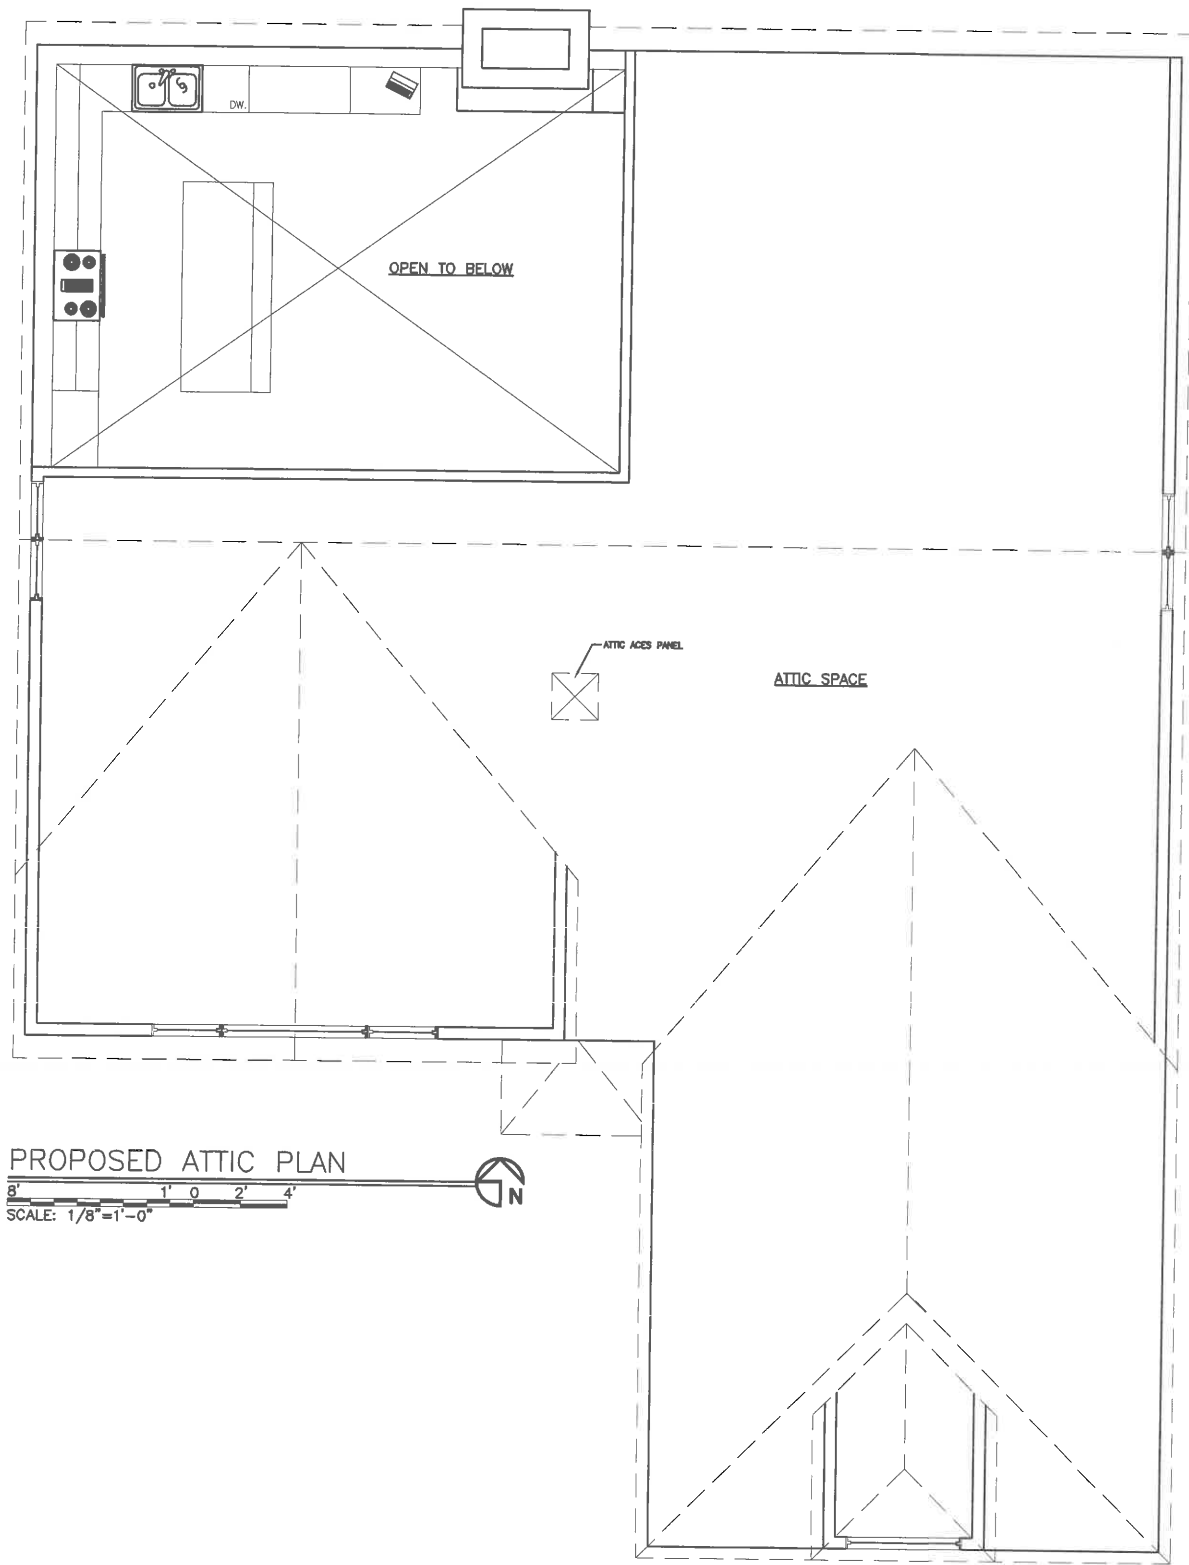 DW.
OPEN TO BELOW
ATTIC ACES PANEL
ATTIC SPACE
PROPOSED ATTIC PLAN
8' 1' 0 2' 4'
SCALE: 1/8"=1'-0"
N